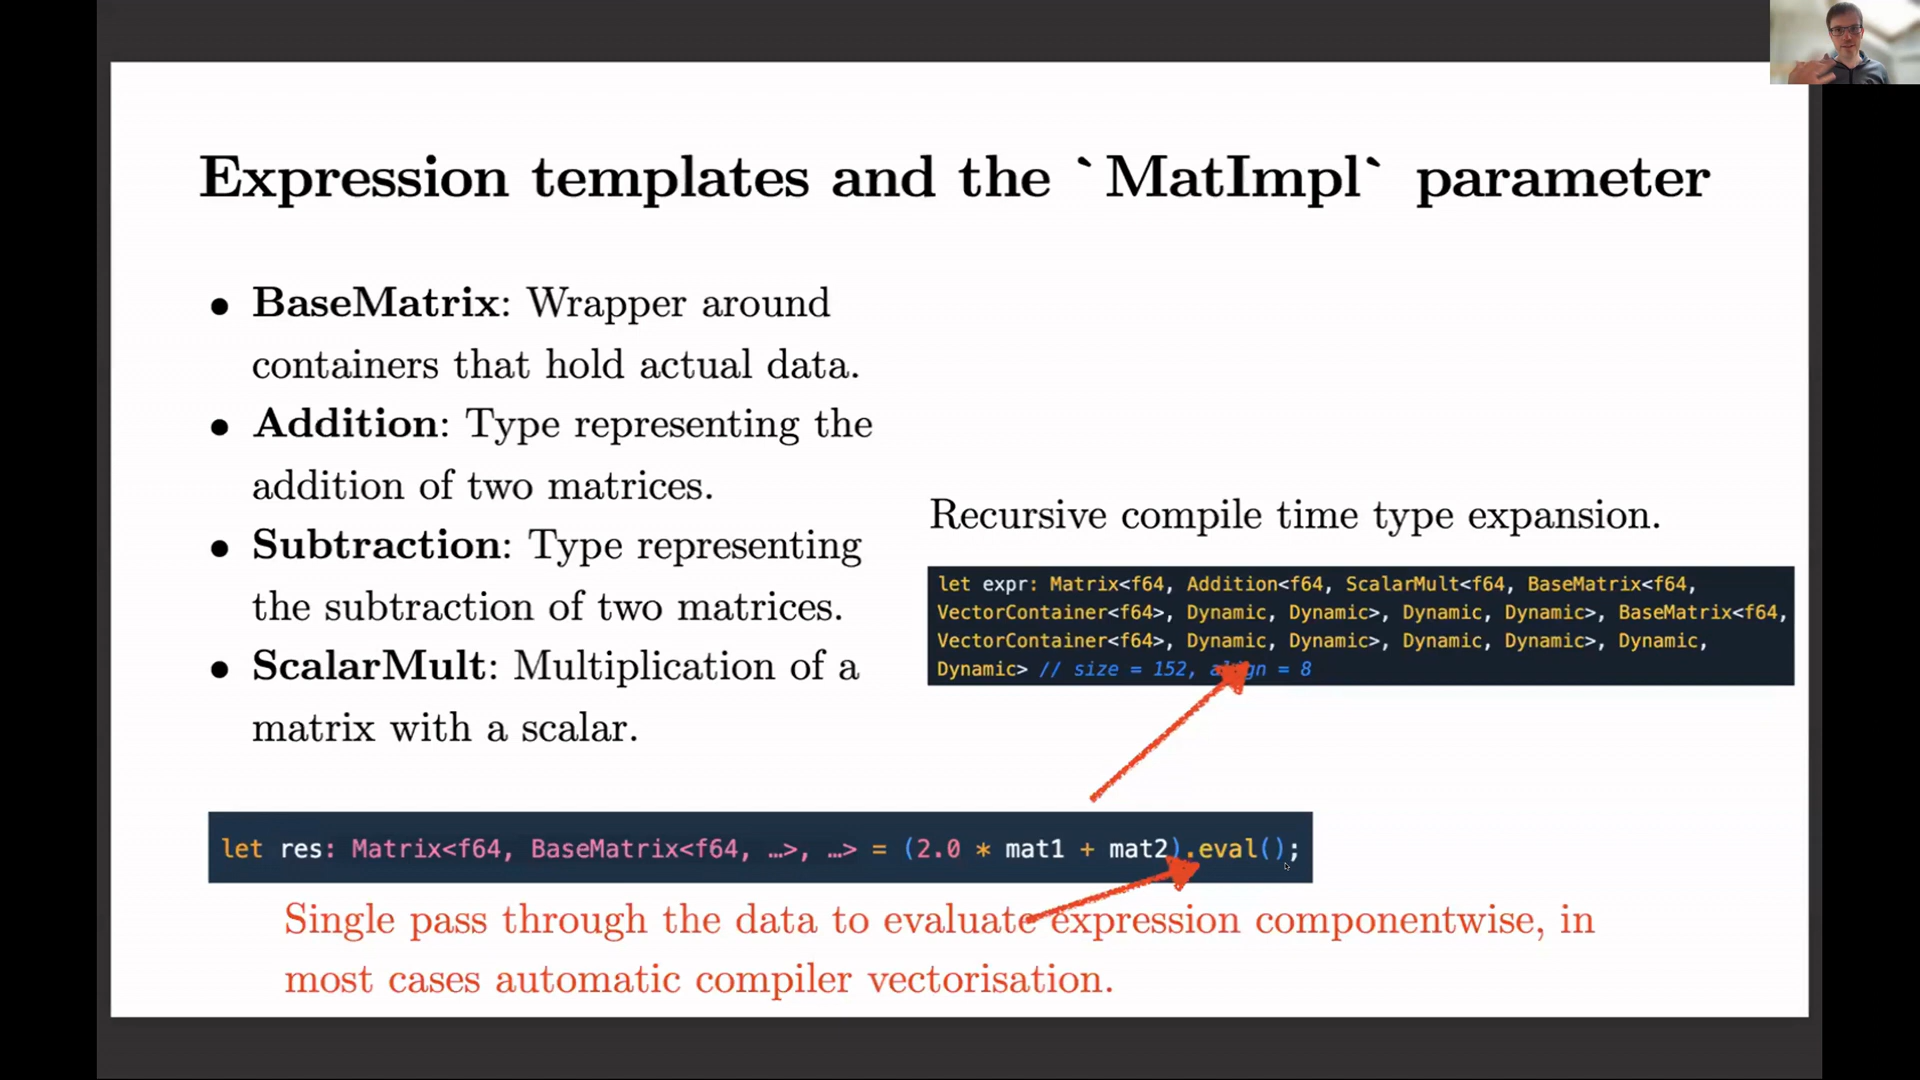 Expression templates and the `MatImpl` parameter
• BaseMatrix: Wrapper around
containers that hold actual data.
• Addition: Type representing the
addition of two matrices.
• Subtraction: Type representing
the subtraction of two matrices.
• ScalarMult: Multiplication of a
matrix with a scalar.
Recursive compile time type expansion.
let expr: Matrix<f64, Addition<f64, ScalarMult<f64, BaseMatrix<f64,
VectorContainer<f64>, Dynamic, Dynamic>, Dynamic, Dynamic>, BaseMatrix<f64,
VectorContainer<f64>, Dynamic, Dynamic>, Dynamic, Dynamic>, Dynamic,
Dynamic> // size = 152, align = 8
let res: Matrix<f64, BaseMatrix<f64, …>, …> = (2.0 * mat1 + mat2).eval();
Single pass through the data to evaluate expression componentwise, in
most cases automatic compiler vectorisation.